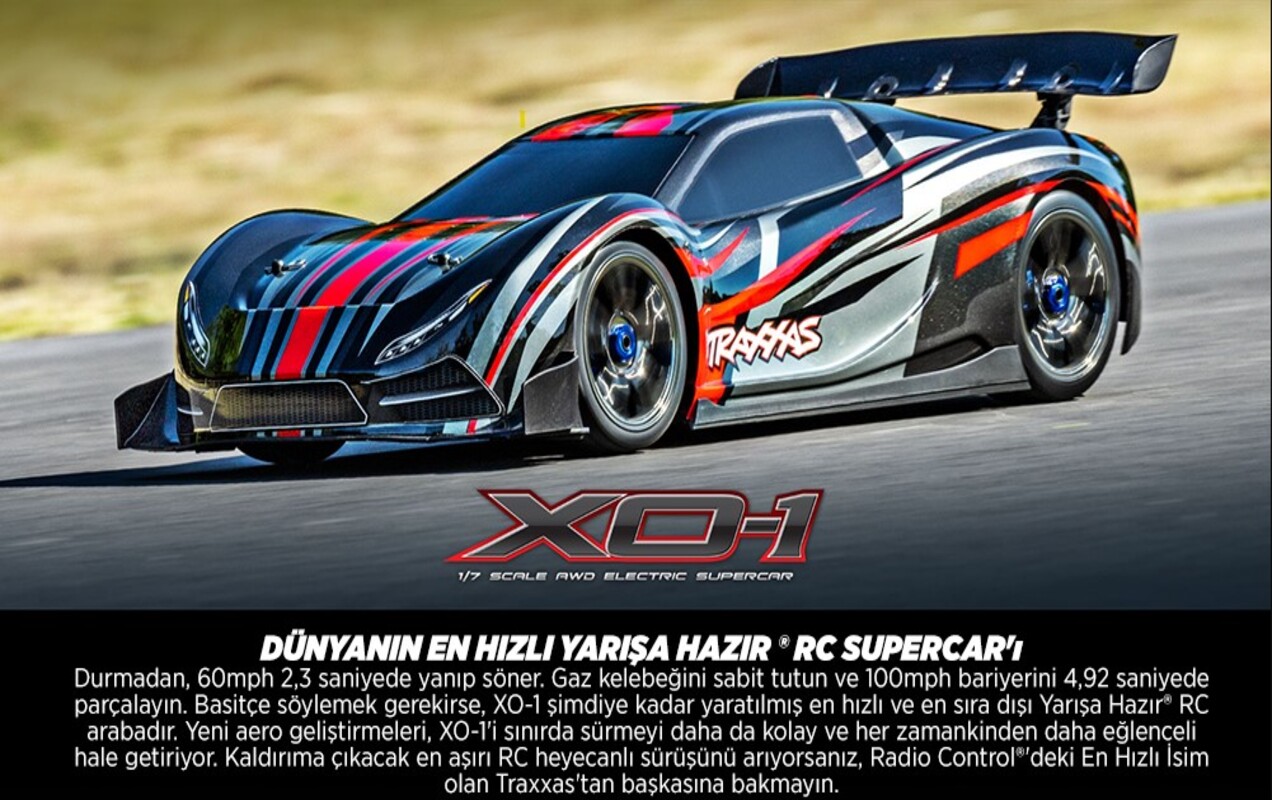 TRAXXAS
XO-1
1/7 SCALE AWD ELECTRIC SUPERCAR
DÜNYANIN EN HIZLI YARIŞA HAZIR ® RC SUPERCAR'ı
Durmadan, 60mph 2,3 saniyede yanıp söner. Gaz kelebeğini sabit tutun ve 100mph bariyerini 4,92 saniyede
parçalayın. Basitçe söylemek gerekirse, XO-1 şimdiye kadar yaratılmış en hızlı ve en sıra dışı Yarışa Hazır® RC
arabadır. Yeni aero geliştirmeleri, XO-1'i sınırda sürmeyi daha da kolay ve her zamankinden daha eğlenceli
hale getiriyor. Kaldırıma çıkacak en aşırı RC heyecanlı sürüşünü arıyorsanız, Radio Control®'deki En Hızlı İsim
olan Traxxas'tan başkasına bakmayın.